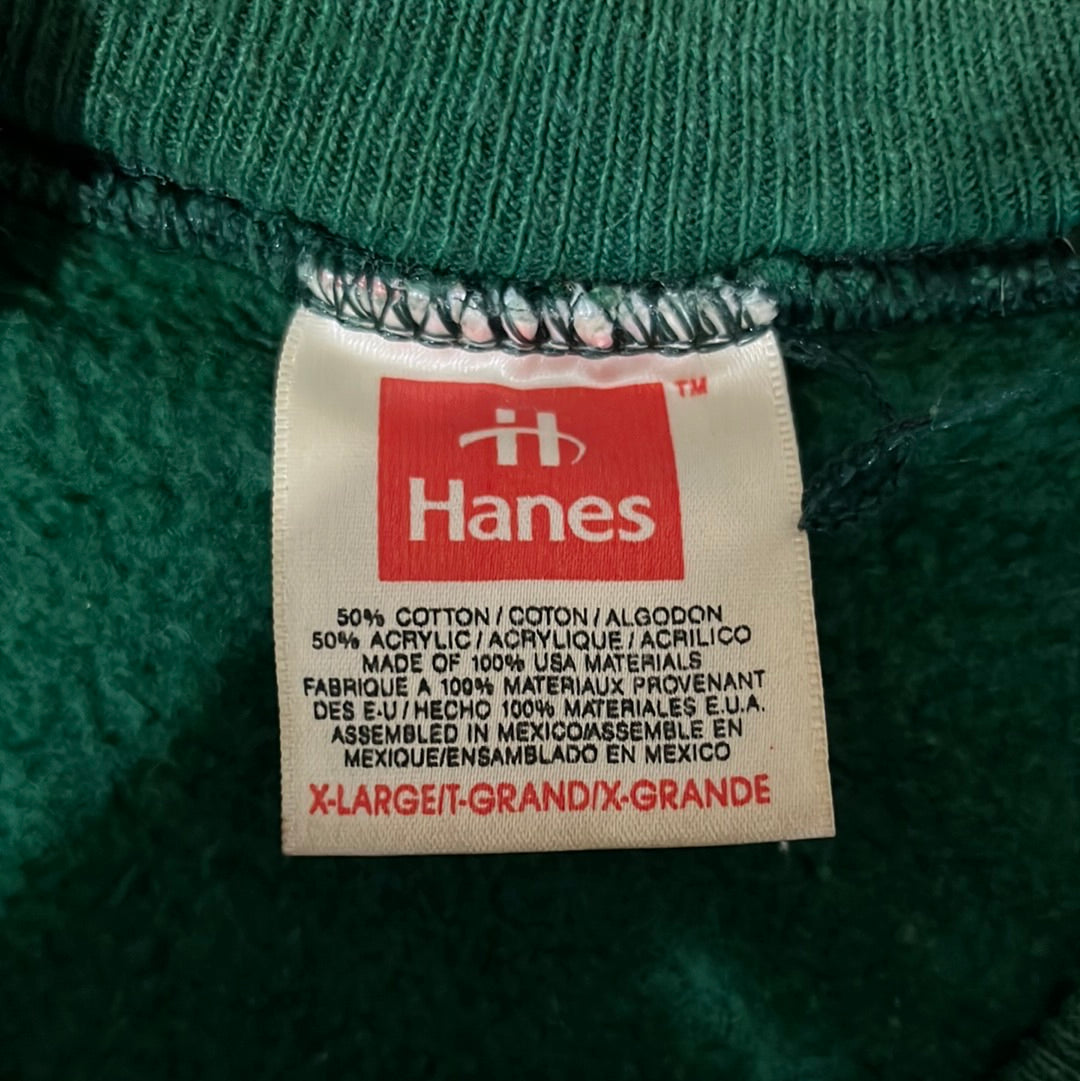 TM
H
Hanes
50% COTTON / COTON / ALGODON
50% ACRYLIC / ACRYLIQUE / ACRILICO
MADE OF 100% USA MATERIALS
FABRIQUE A 100% MATERIAUX PROVENANT
DES E-U / HECHO 100% MATERIALES E.U.A.
ASSEMBLED IN MEXICO/ASSEMBLE EN
MEXIQUE/ENSAMBLADO EN MEXICO
X-LARGE/T-GRAND/X-GRANDE